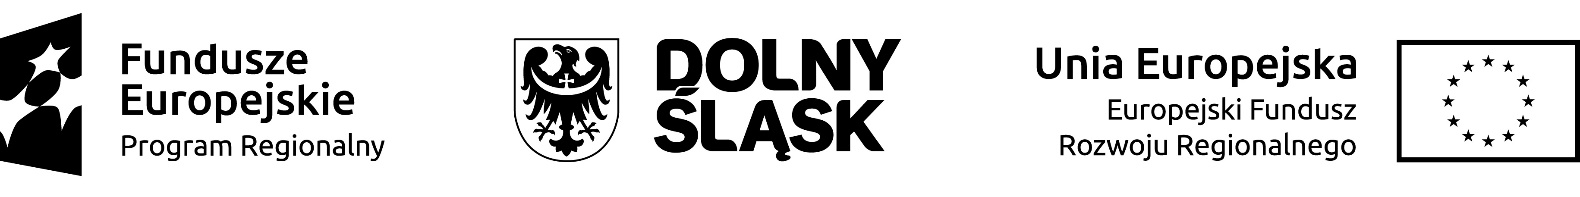 Fundusze
Europejskie
Program Regionalny
DOLNY
ŚLĄSK
Unia Europejska
Europejski Fundusz
Rozwoju Regionalnego